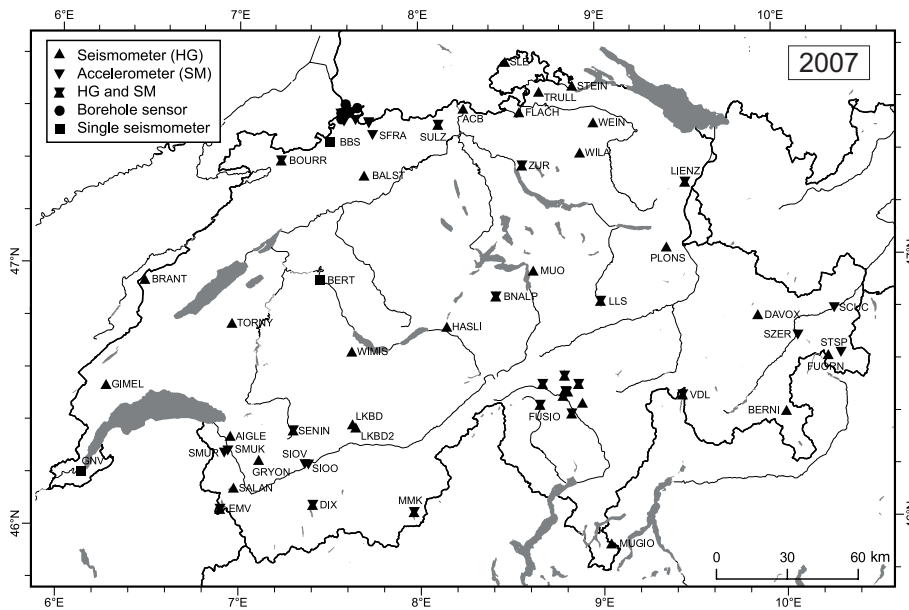 6°E 7°E 8°E 9°E 10°E
Seismometer (HG)
Accelerometer (SM)
HG and SM
Borehole sensor
Single seismometer
2007
SLE
STEIN
TRULL
ACB
FLACH
WEIN
SFRA
SULZ
BBS
BOURR
WILA
ZUR
BALST
LIENZ
47°N
47°N
PLONS
BRANT
BERT
MUO
BNALP
LLS
SCUC
DAVOX
TORNY
HASLI
SZER
STSP
WIMIS
FUORN
GIMEL
VDL
FUSIO
BERNI
LKBD
LKBD2
AIGLE
SENIN
SMUR
SMUK
SIOV
SIOO
GNV
GRYON
SALAN
EMV
DIX
MMK
46°N
46°N
MUGIO
0 30 60 km
6°E 7°E 8°E 9°E 10°E